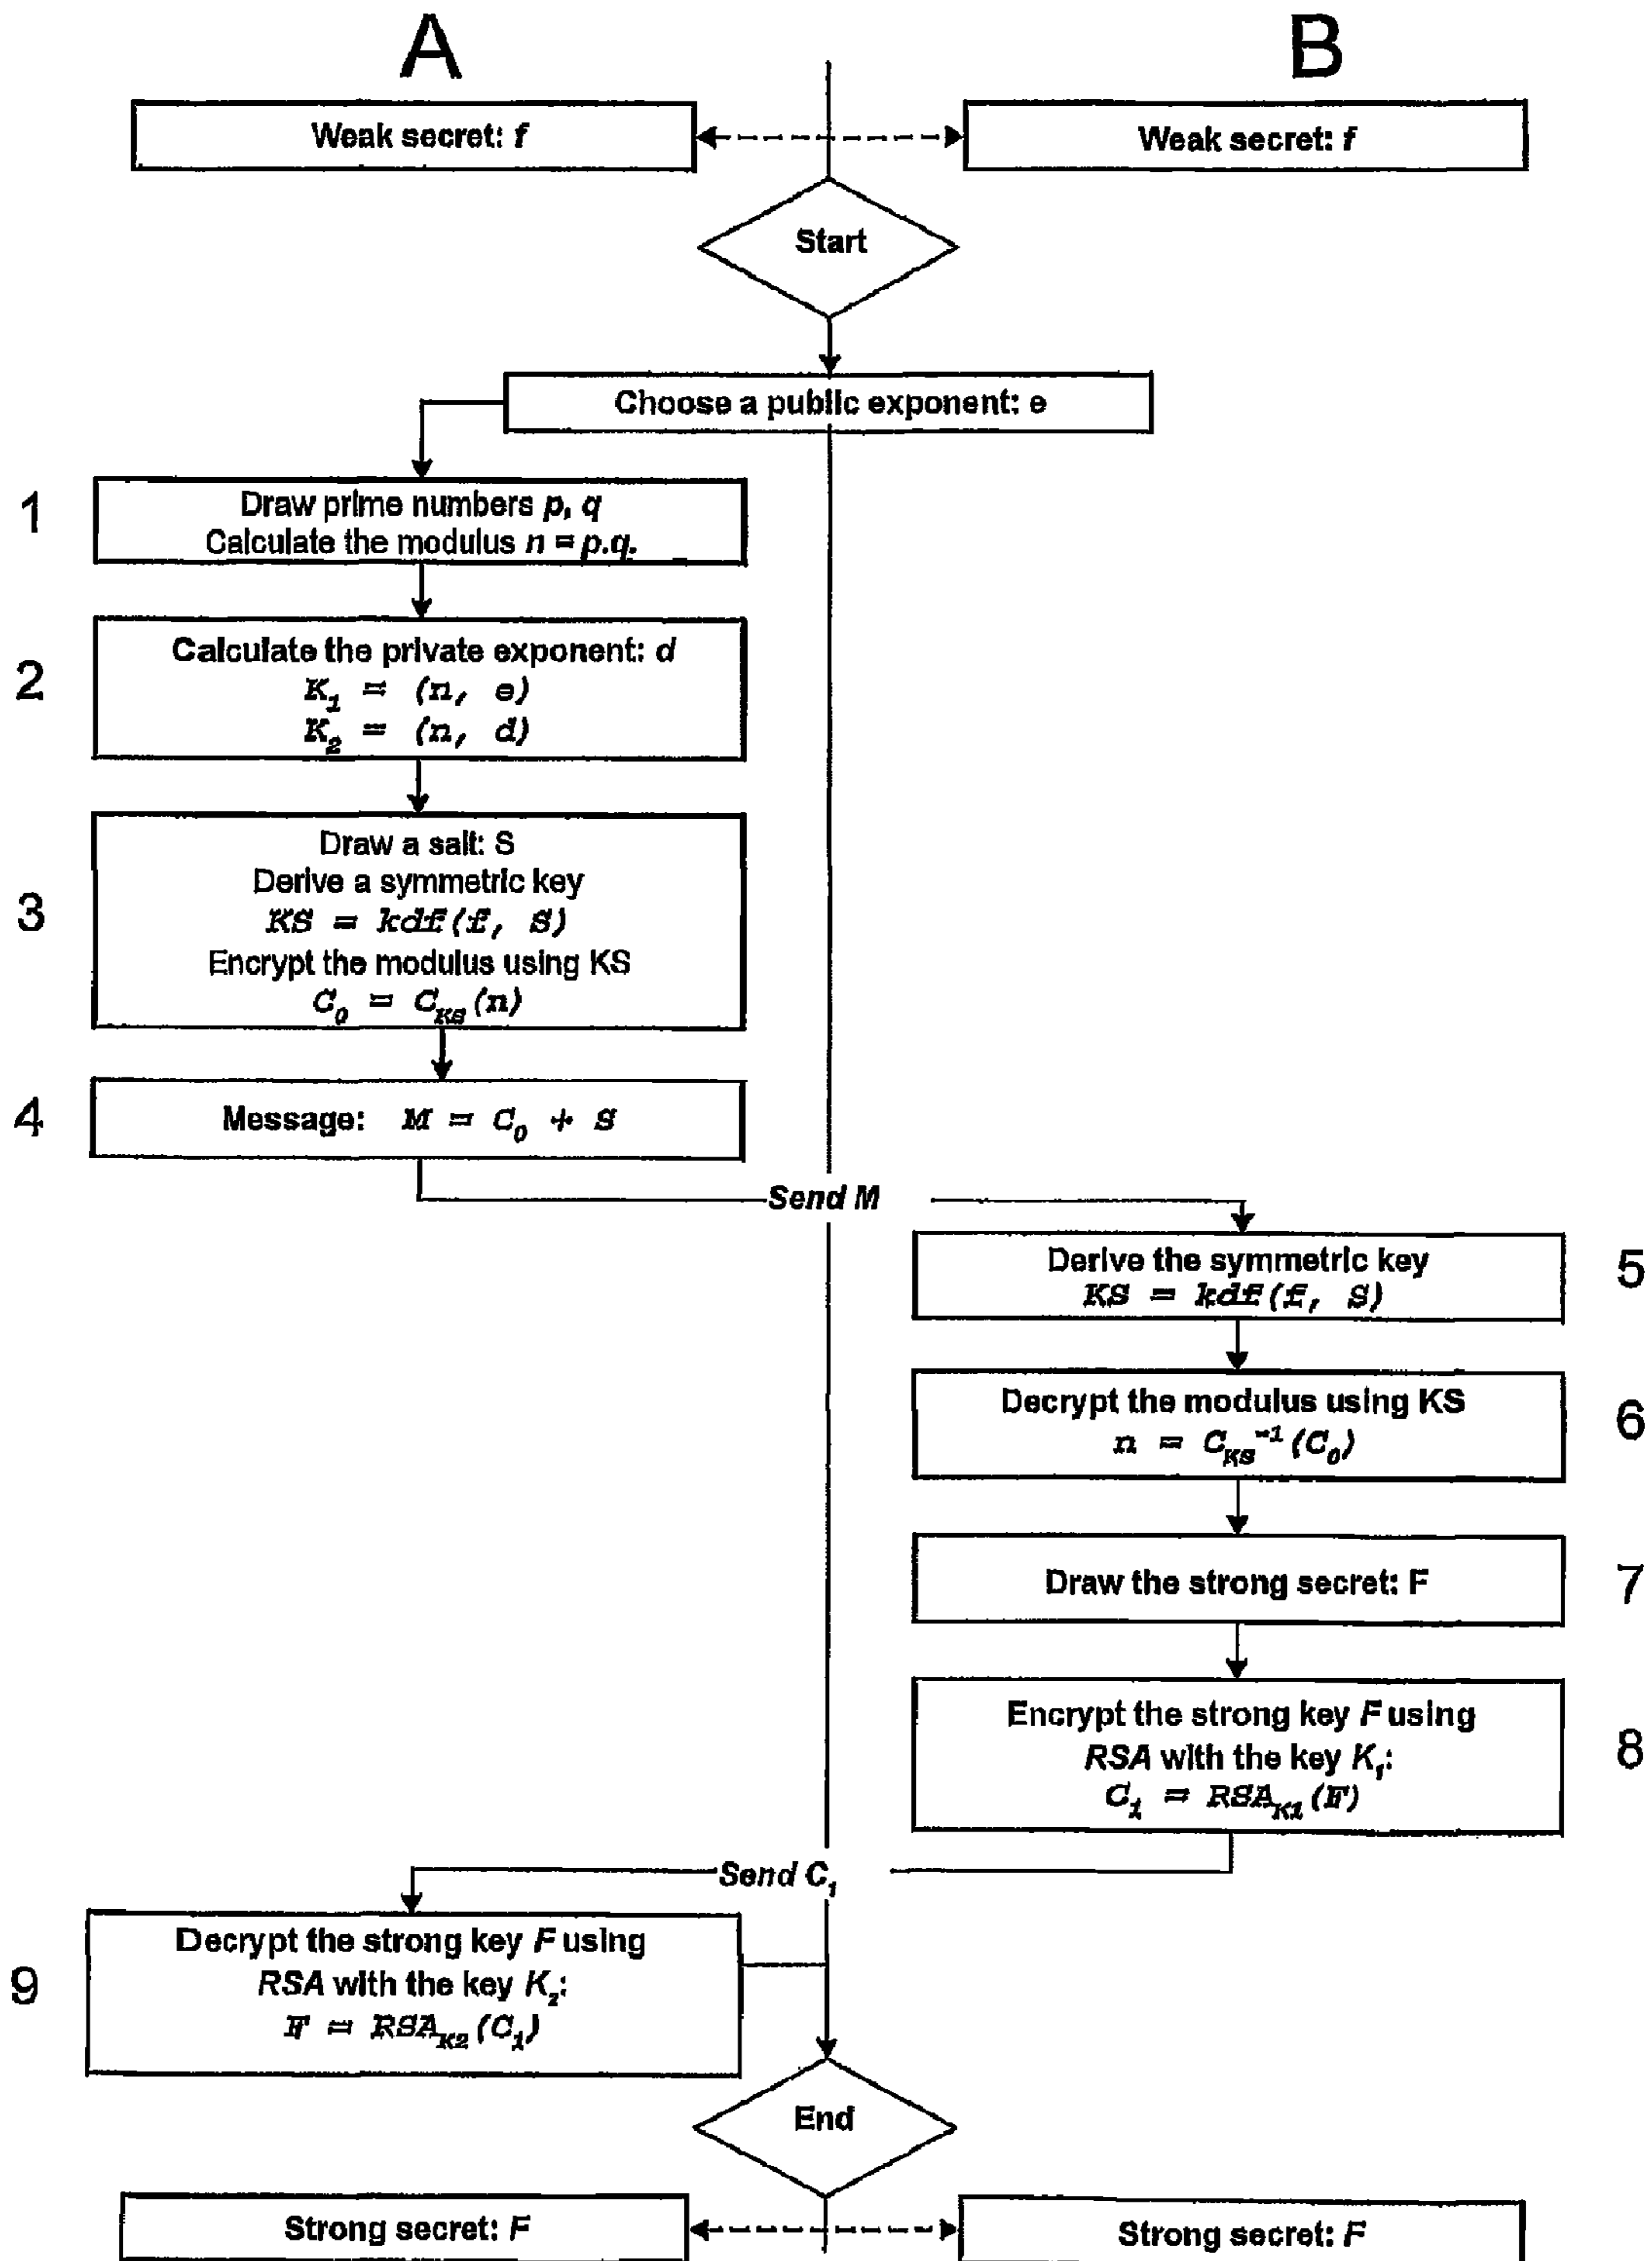 A
B
Weak secret: f
Weak secret: f
Start
Choose a public exponent: e
1
Draw prime numbers p, q
Calculate the modulus n = p.q.
2
Calculate the private exponent: d
K₁ = (n, e)
K₂ = (n, d)
3
Draw a salt: S
Derive a symmetric key
KS = kdf(f, S)
Encrypt the modulus using KS
C₀ = C_KS(n)
4
Message: M = C₀ + S
Send M
Derive the symmetric key
KS = kdf(f, S)
5
Decrypt the modulus using KS
n = C_KS⁻¹(C₀)
6
Draw the strong secret: F
7
Encrypt the strong key F using
RSA with the key K₁:
C₁ = RSA_K1(F)
8
Send C₁
9
Decrypt the strong key F using
RSA with the key K₂:
F = RSA_K2(C₁)
End
Strong secret: F
Strong secret: F